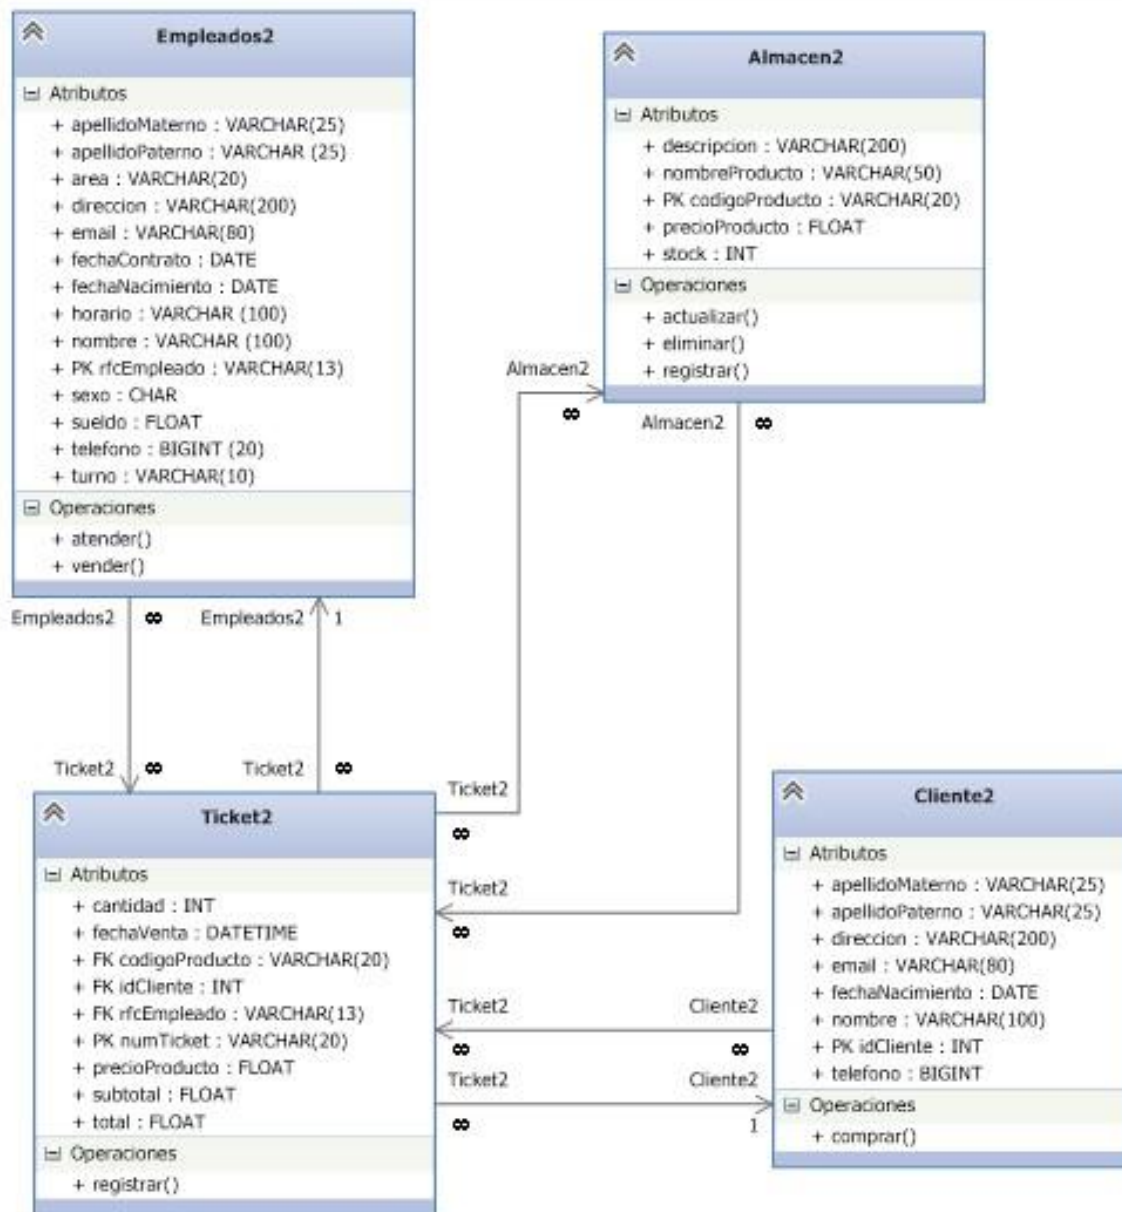 Empleados2
Atributos
+ apellidoMaterno : VARCHAR(25)
+ apellidoPaterno : VARCHAR (25)
+ area : VARCHAR(20)
+ direccion : VARCHAR(200)
+ email : VARCHAR(80)
+ fechaContrato : DATE
+ fechaNacimiento : DATE
+ horario : VARCHAR (100)
+ nombre : VARCHAR (100)
+ PK rfcEmpleado : VARCHAR(13)
+ sexo : CHAR
+ sueldo : FLOAT
+ telefono : BIGINT (20)
+ turno : VARCHAR(10)
Operaciones
+ atender()
+ vender()
Almacen2
Atributos
+ descripcion : VARCHAR(200)
+ nombreProducto : VARCHAR(50)
+ PK codigoProducto : VARCHAR(20)
+ precioProducto : FLOAT
+ stock : INT
Operaciones
+ actualizar()
+ eliminar()
+ registrar()
Almacen2
∞
Almacen2 ∞
Empleados2 ∞ Empleados2 1
Ticket2 ∞ Ticket2 ∞
Ticket2
∞
Ticket2
∞
Ticket2 Cliente2
∞ ∞
Ticket2 Cliente2
∞ 1
Ticket2
Atributos
+ cantidad : INT
+ fechaVenta : DATETIME
+ FK codigoProducto : VARCHAR(20)
+ FK idCliente : INT
+ FK rfcEmpleado : VARCHAR(13)
+ PK numTicket : VARCHAR(20)
+ precioProducto : FLOAT
+ subtotal : FLOAT
+ total : FLOAT
Operaciones
+ registrar()
Cliente2
Atributos
+ apellidoMaterno : VARCHAR(25)
+ apellidoPaterno : VARCHAR(25)
+ direccion : VARCHAR(200)
+ email : VARCHAR(80)
+ fechaNacimiento : DATE
+ nombre : VARCHAR(100)
+ PK idCliente : INT
+ telefono : BIGINT
Operaciones
+ comprar()